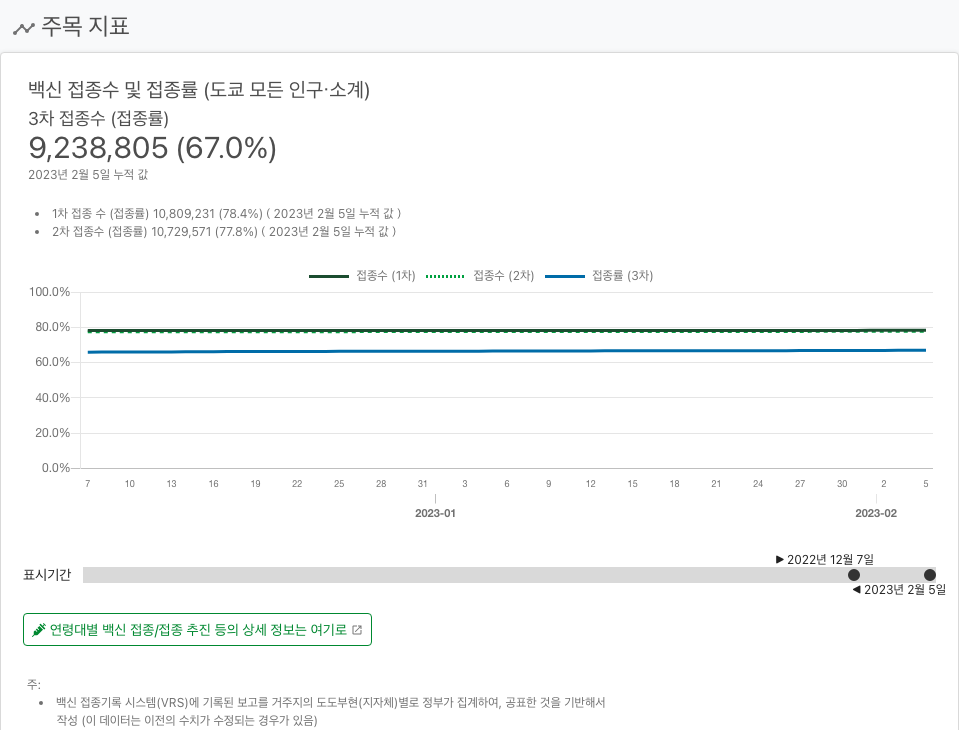 주목 지표
백신 접종수 및 접종률 (도쿄 모든 인구·소계)
3차 접종수 (접종률)
9,238,805 (67.0%)
2023년 2월 5일 누적 값
• 1차 접종 수 (접종률) 10,809,231 (78.4%) ( 2023년 2월 5일 누적 값 )
• 2차 접종수 (접종률) 10,729,571 (77.8%) ( 2023년 2월 5일 누적 값 )
접종수 (1차) 접종수 (2차) 접종률 (3차)
100.0%
80.0%
60.0%
40.0%
20.0%
0.0%
7 10 13 16 19 22 25 28 31 3 6 9 12 15 18 21 24 27 30 2 5
2023-01 2023-02
▶ 2022년 12월 7일
표시기간
◀ 2023년 2월 5일
연령대별 백신 접종/접종 추진 등의 상세 정보는 여기로
주:
• 백신 접종기록 시스템(VRS)에 기록된 보고를 거주지의 도도부현(지자체)별로 정부가 집계하여, 공표한 것을 기반해서
작성 (이 데이터는 이전의 수치가 수정되는 경우가 있음)